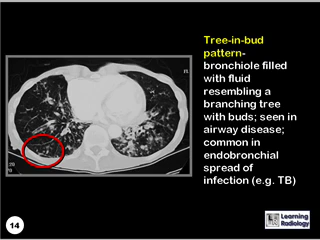 Tree-in-bud
pattern-
bronchiole filled
with fluid
resembling a
branching tree
with buds; seen in
airway disease;
common in
endobronchial
spread of
infection (e.g. TB)
14
Learning
Radiology